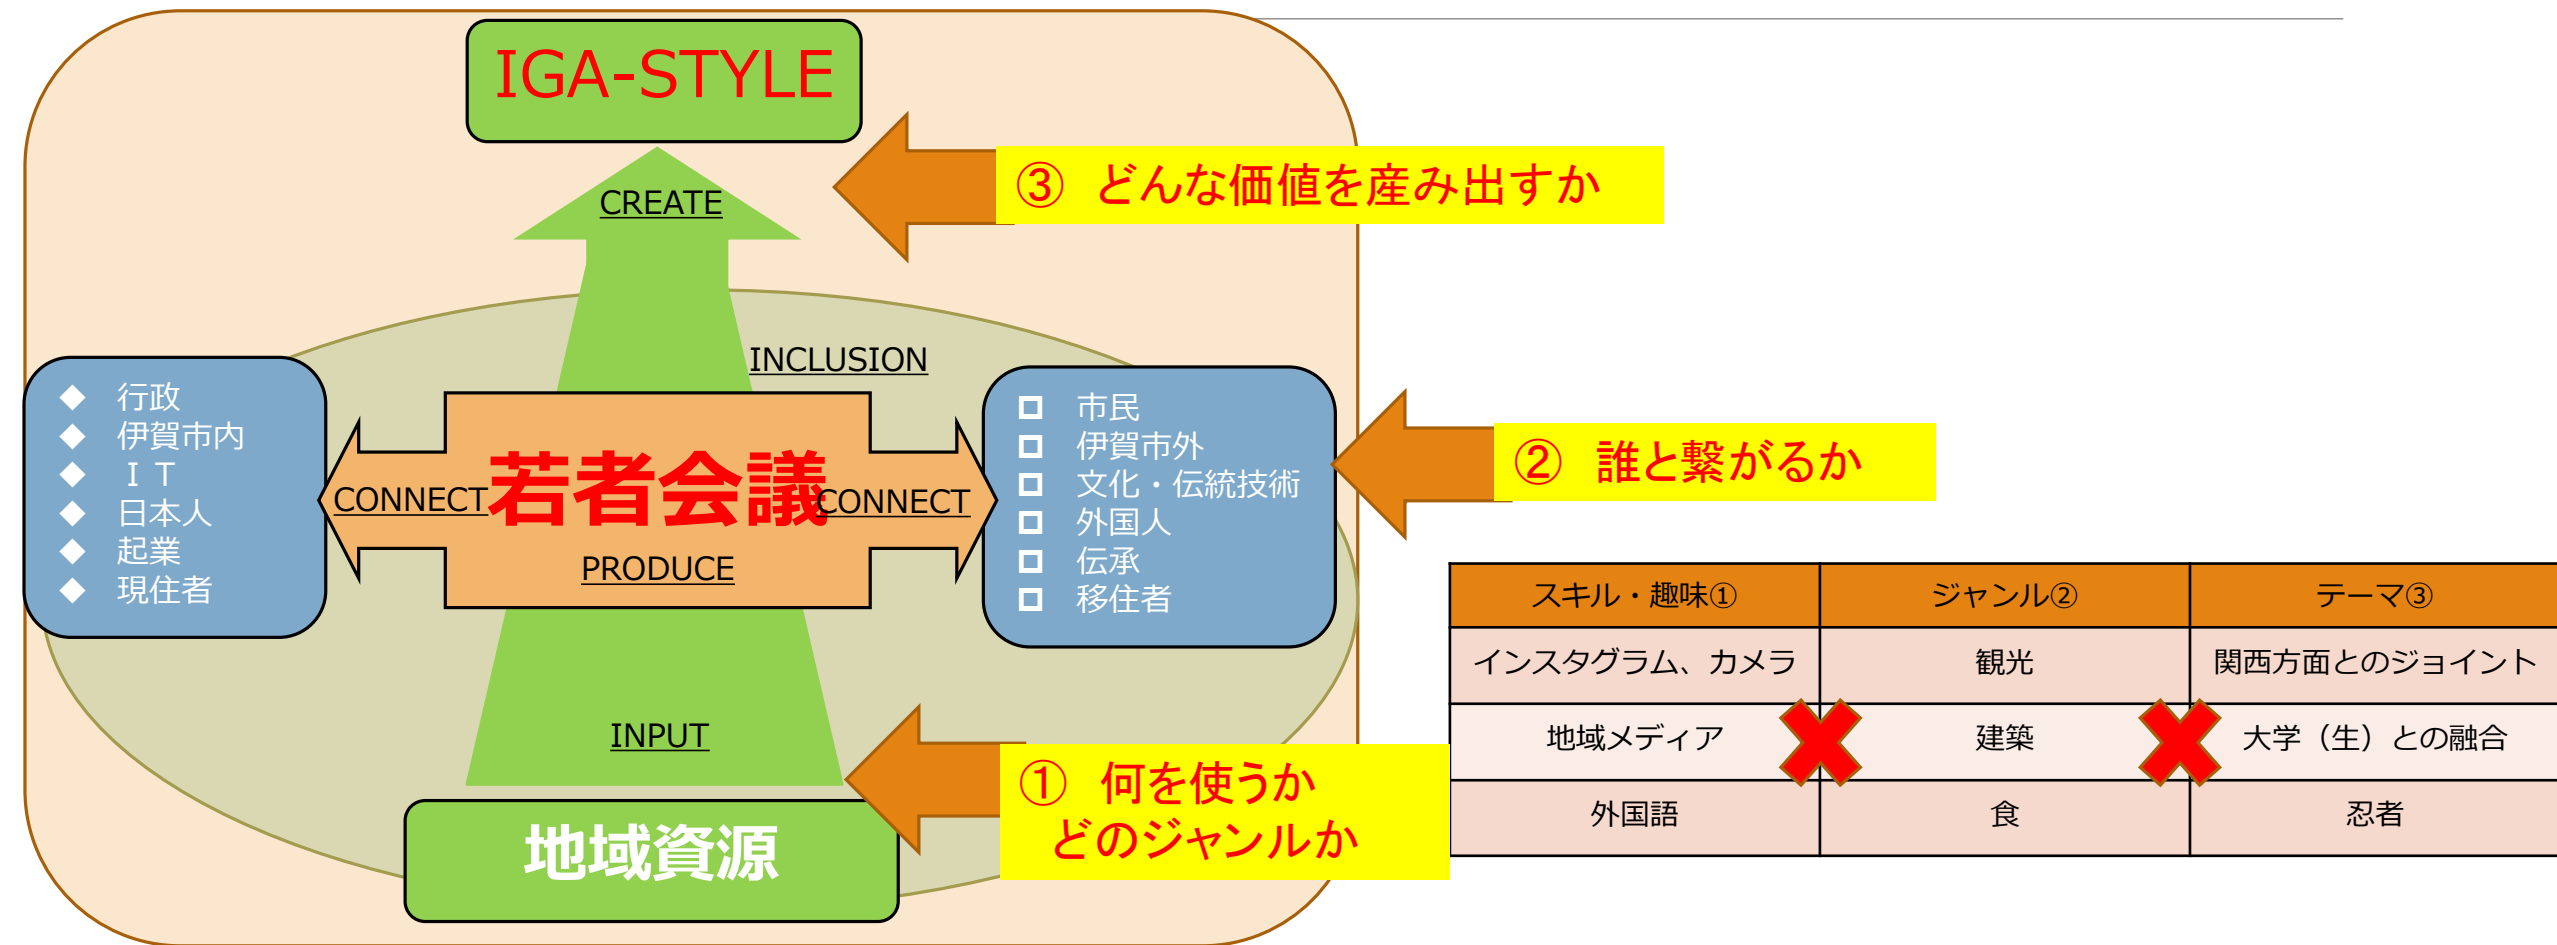 IGA-STYLE
CREATE
③ どんな価値を産み出すか
INCLUSION
◆ 行政
◆ 伊賀市内
◆ ＩＴ
◆ 日本人
◆ 起業
◆ 現住者
CONNECT
若者会議
CONNECT
PRODUCE
市民
伊賀市外
文化・伝統技術
外国人
伝承
移住者
② 誰と繋がるか
INPUT
① 何を使うか
どのジャンルか
地域資源
スキル・趣味① ジャンル② テーマ③
インスタグラム、カメラ 観光 関西方面とのジョイント
地域メディア 建築 大学（生）との融合
外国語 食 忍者